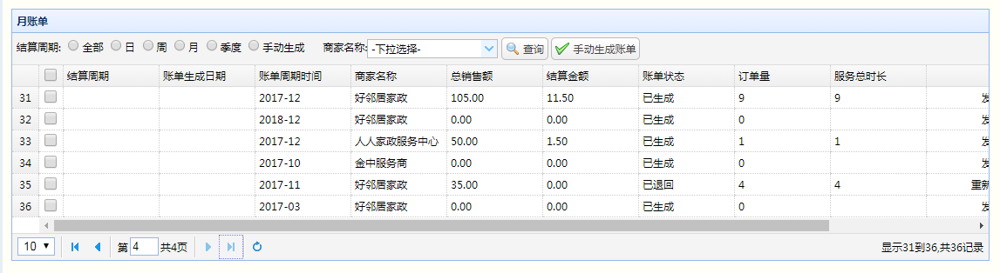 月账单
结算周期: 全部 日 周 月 季度 手动生成 商家名称: -下拉选择- 查询 手动生成账单
结算周期 账单生成日期 账单周期时间 商家名称 总销售额 结算金额 账单状态 订单量 服务总时长
31 2017-12 好邻居家政 105.00 11.50 已生成 9 9 发
32 2018-12 好邻居家政 0.00 0.00 已生成 0 发
33 2017-12 人人家政服务中心 50.00 1.50 已生成 1 1 发
34 2017-10 金中服务商 0.00 0.00 已生成 0 发
35 2017-11 好邻居家政 35.00 0.00 已退回 4 4 重新
36 2017-03 好邻居家政 0.00 0.00 已生成 0 发
10 第 4 共4页 显示31到36,共36记录